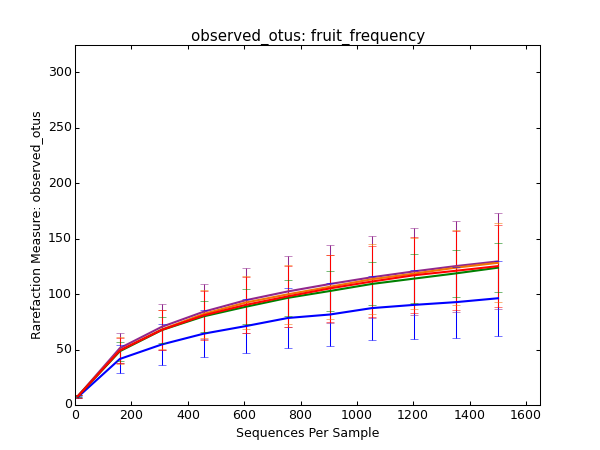 observed_otus: fruit_frequency
300
250
200
150
100
50
0
0 200 400 600 800 1000 1200 1400 1600
Rarefaction Measure: observed_otus
Sequences Per Sample